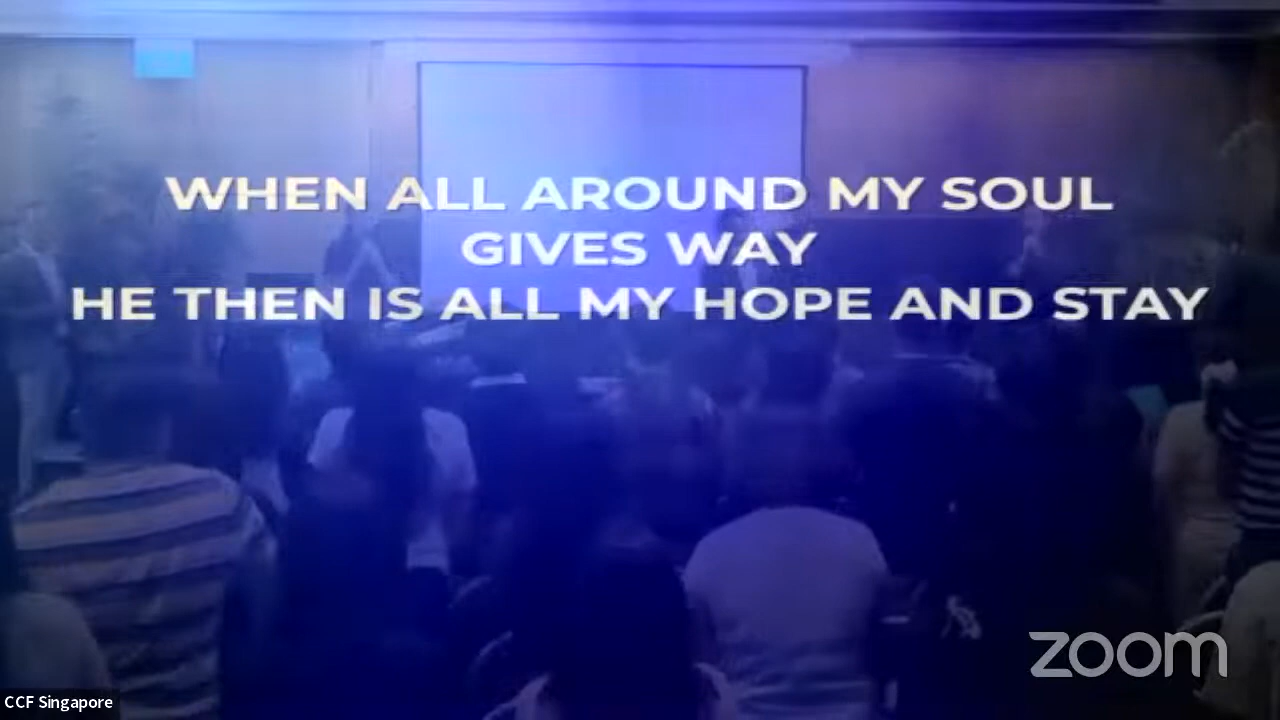 WHEN ALL AROUND MY SOUL
GIVES WAY
HE THEN IS ALL MY HOPE AND STAY
zoom
CCF Singapore